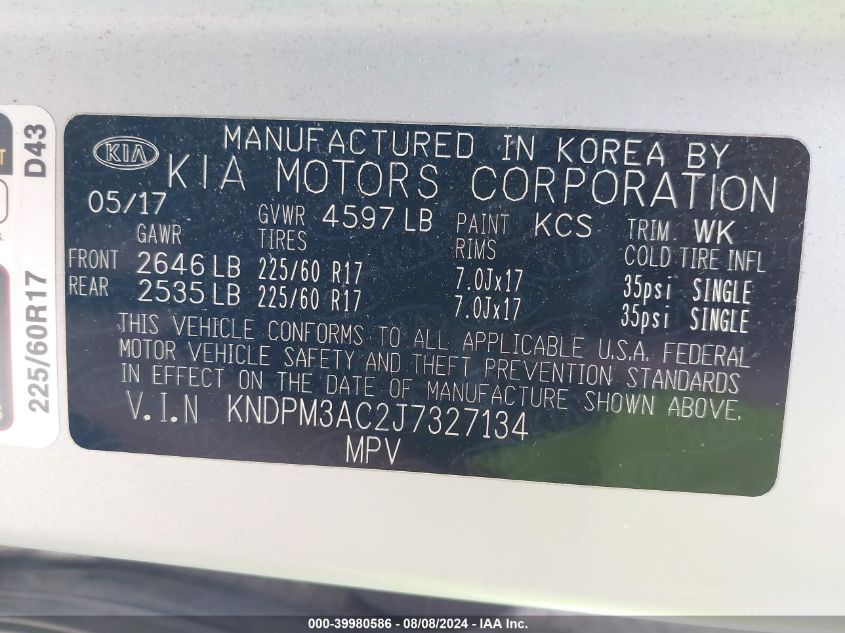 D43
225/60R17
KIA
MANUFACTURED IN KOREA BY
KIA MOTORS CORPORATION
05/17 GVWR 4597 LB PAINT KCS TRIM WK
GAWR TIRES RIMS COLD TIRE INFL
FRONT 2646 LB 225/60 R17 7.0Jx17 35psi SINGLE
REAR 2535 LB 225/60 R17 7.0Jx17 35psi SINGLE
THIS VEHICLE CONFORMS TO ALL APPLICABLE U.S.A. FEDERAL
MOTOR VEHICLE SAFETY AND THEFT PREVENTION STANDARDS
IN EFFECT ON THE DATE OF MANUFACTURE SHOWN ABOVE.
V.I.N KNDPM3AC2J7327134
MPV
000-39980586 - 08/08/2024 - IAAI.com